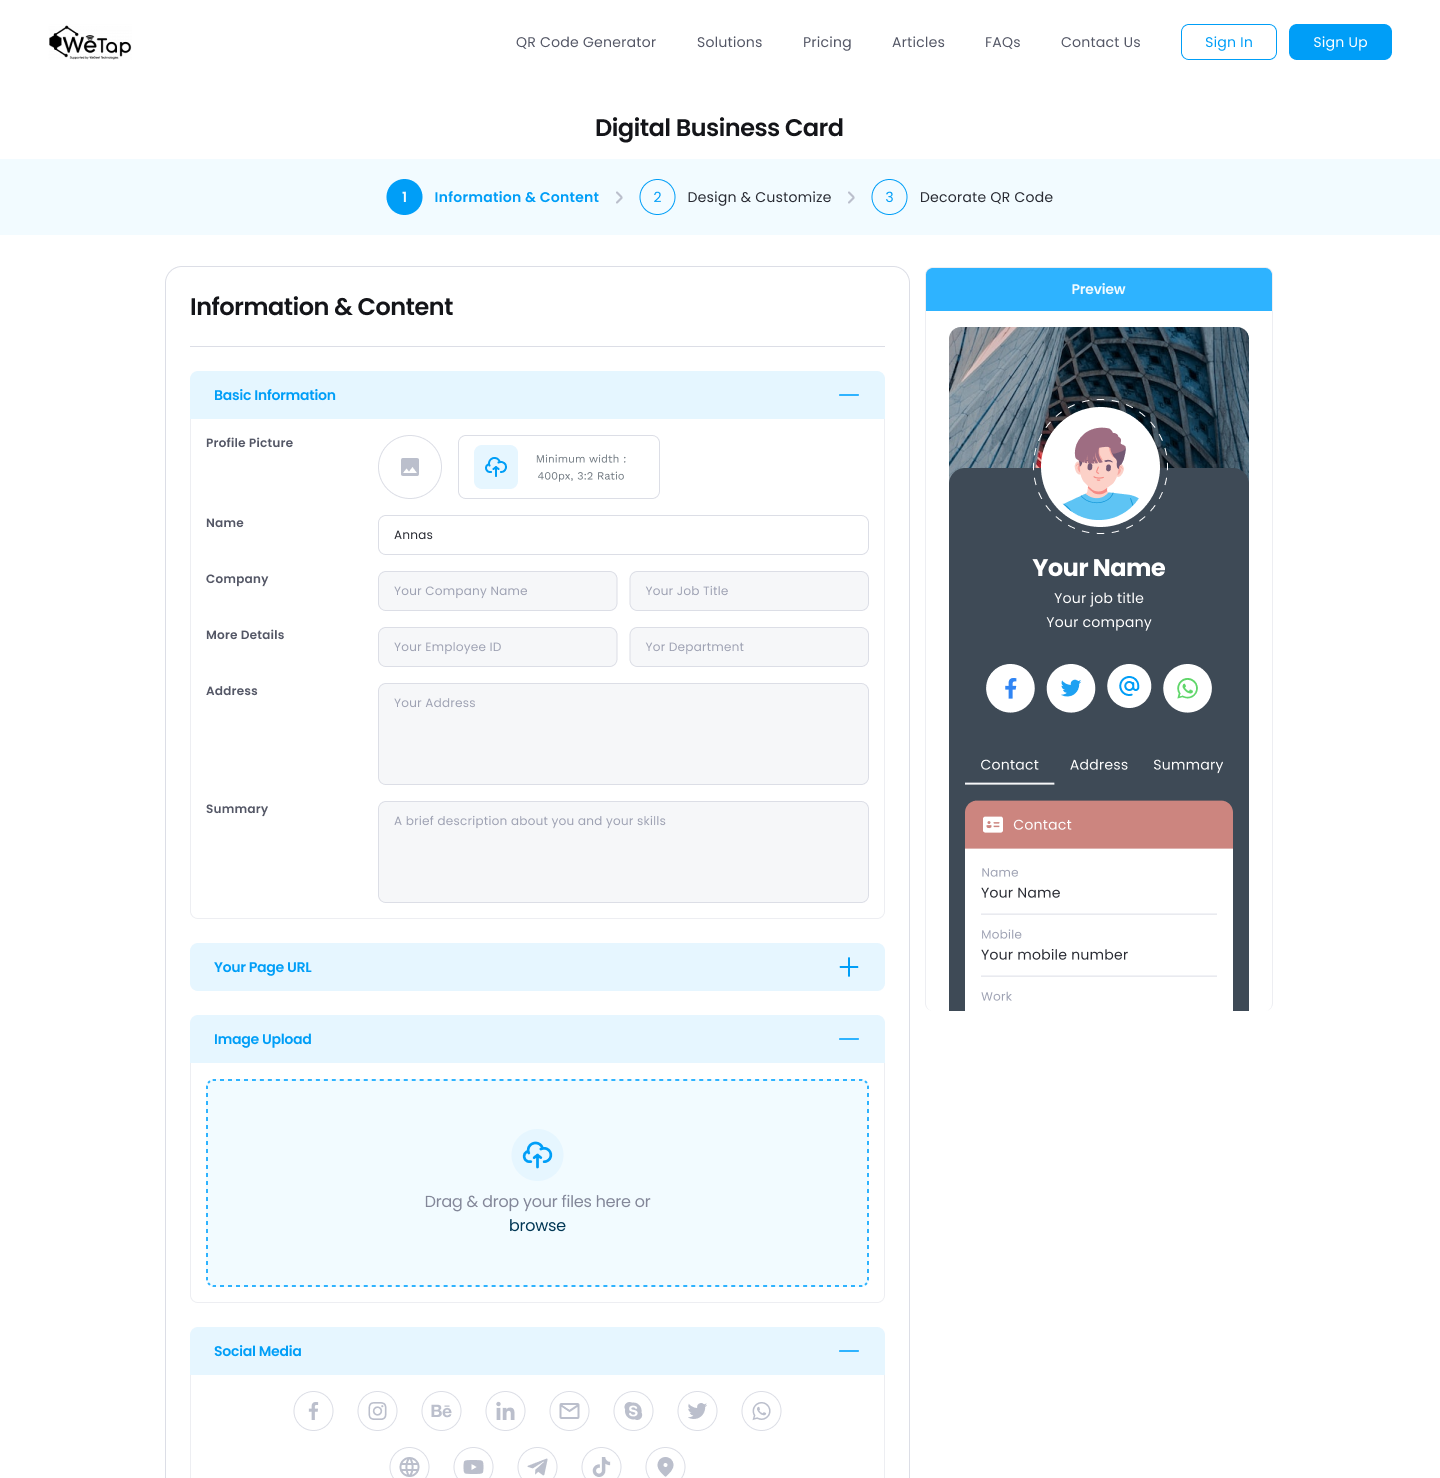 WeTap
QR Code Generator
Solutions
Pricing
Articles
FAQs
Contact Us
Sign In
Sign Up
Digital Business Card
1
Information & Content
2
Design & Customize
3
Decorate QR Code
Information & Content
Basic Information
Profile Picture
Minimum width :
400px, 3:2 Ratio
Name
Annas
Company
Your Company Name
Your Job Title
More Details
Your Employee ID
Yor Department
Address
Your Address
Summary
A brief description about you and your skills
Your Page URL
Image Upload
Drag & drop your files here or
browse
Social Media
Bē
in
Preview
Your Name
Your job title
Your company
Contact
Address
Summary
Contact
Name
Your Name
Mobile
Your mobile number
Work